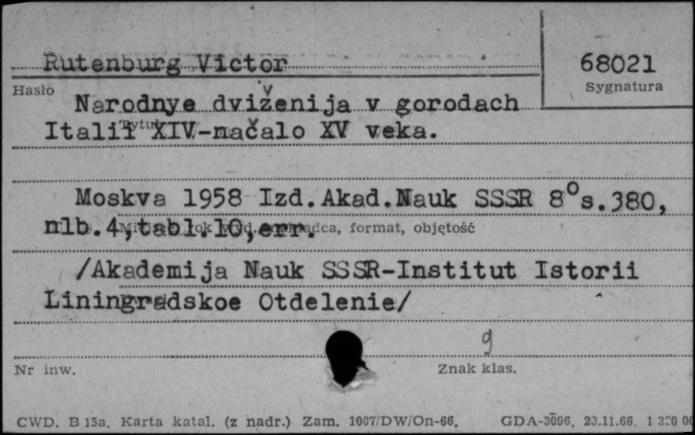 Rutenburg Victor
68021
Hasło
Sygnatura
Narodnye dviženija v gorodach
Italii XIV-načalo XV veka.
Tytuł
Moskva 1958 Izd.Akad.Nauk SSSR 8°s.380,
nlb.4,tabl.10,err.
format, objętość
/Akademija Nauk SSSR-Institut Istorii
Liningradskoe Otdelenie/
9
Nr inw.
Znak klas.
CWD. B 15a. Karta katal. (z nadr.) Zam. 1007/DW/On-66. GDA-3096. 23.11.66.